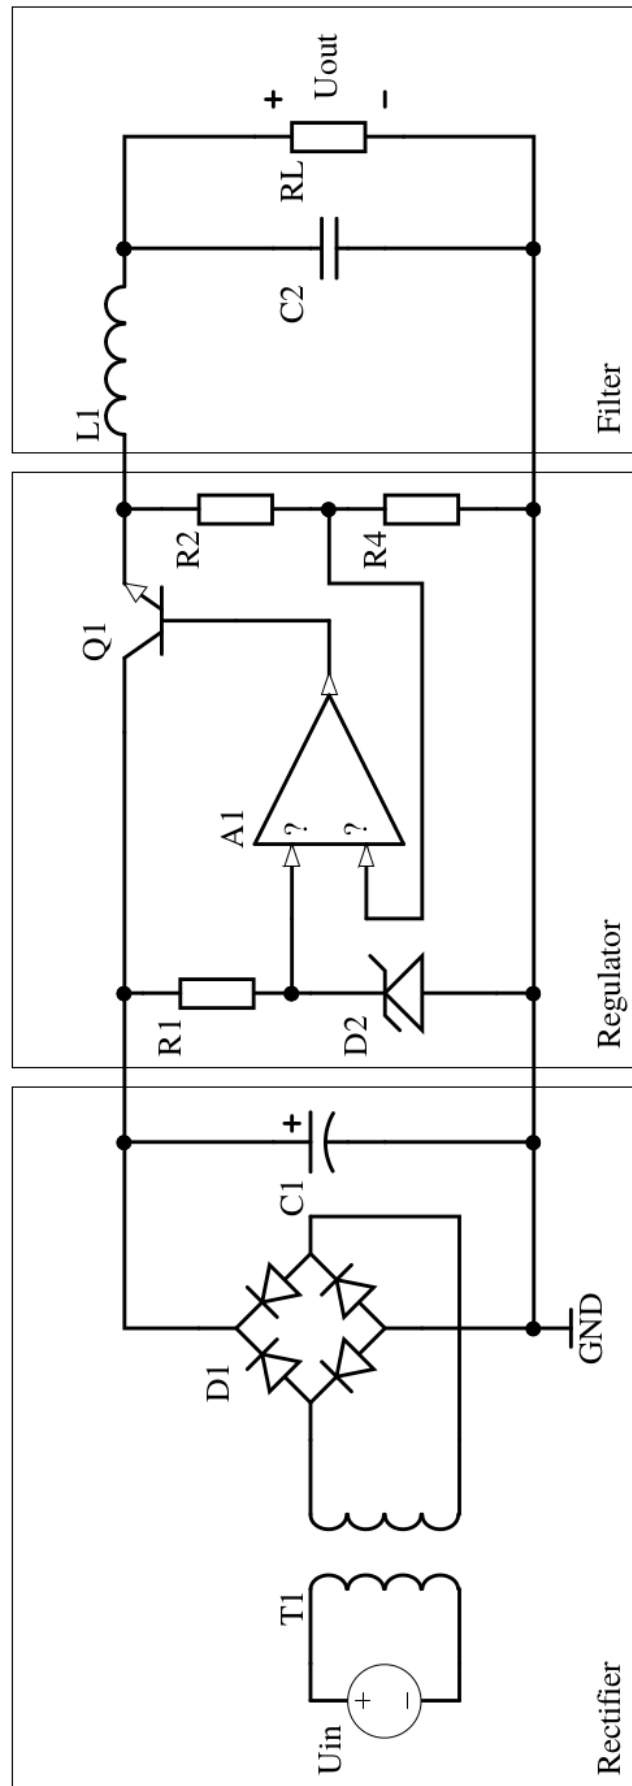 Uin
+
−
T1
D1
C1
+
GND
Rectifier
R1
D2
A1
?
?
Q1
R2
R4
Regulator
L1
C2
RL
+
Uout
−
Filter